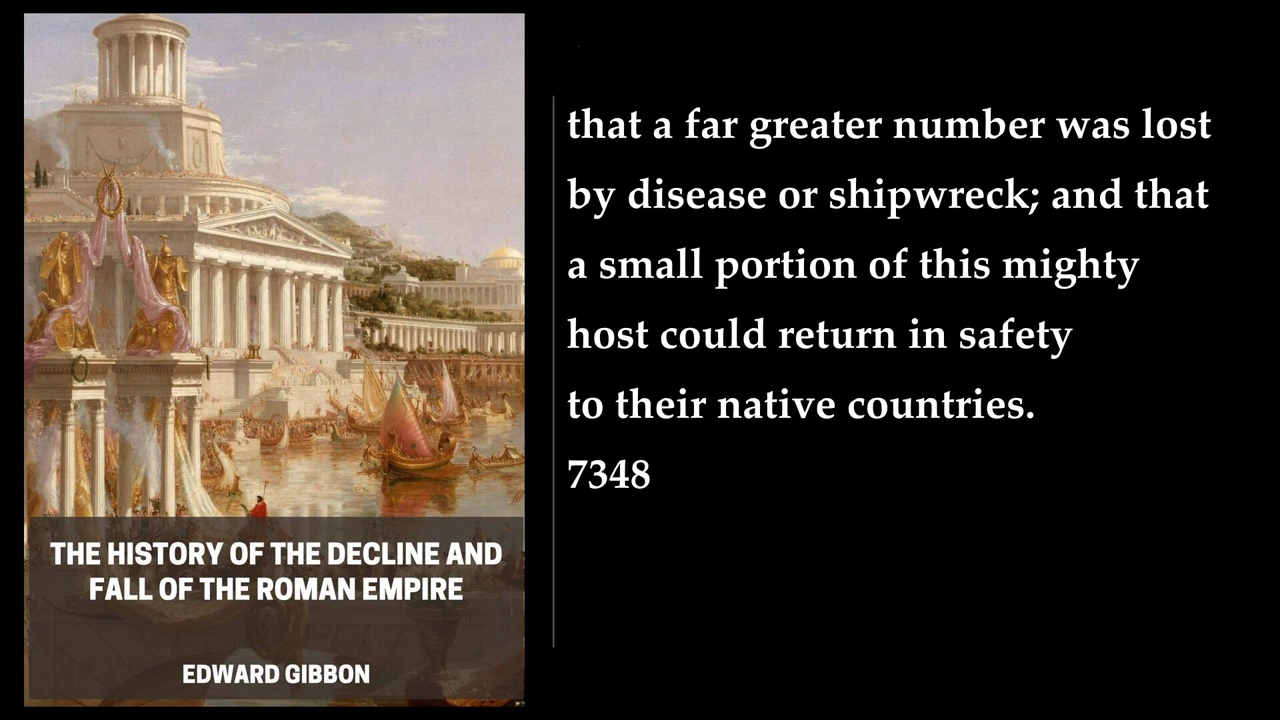 that a far greater number was lost
by disease or shipwreck; and that
a small portion of this mighty
host could return in safety
to their native countries.
7348
THE HISTORY OF THE DECLINE AND
FALL OF THE ROMAN EMPIRE
EDWARD GIBBON